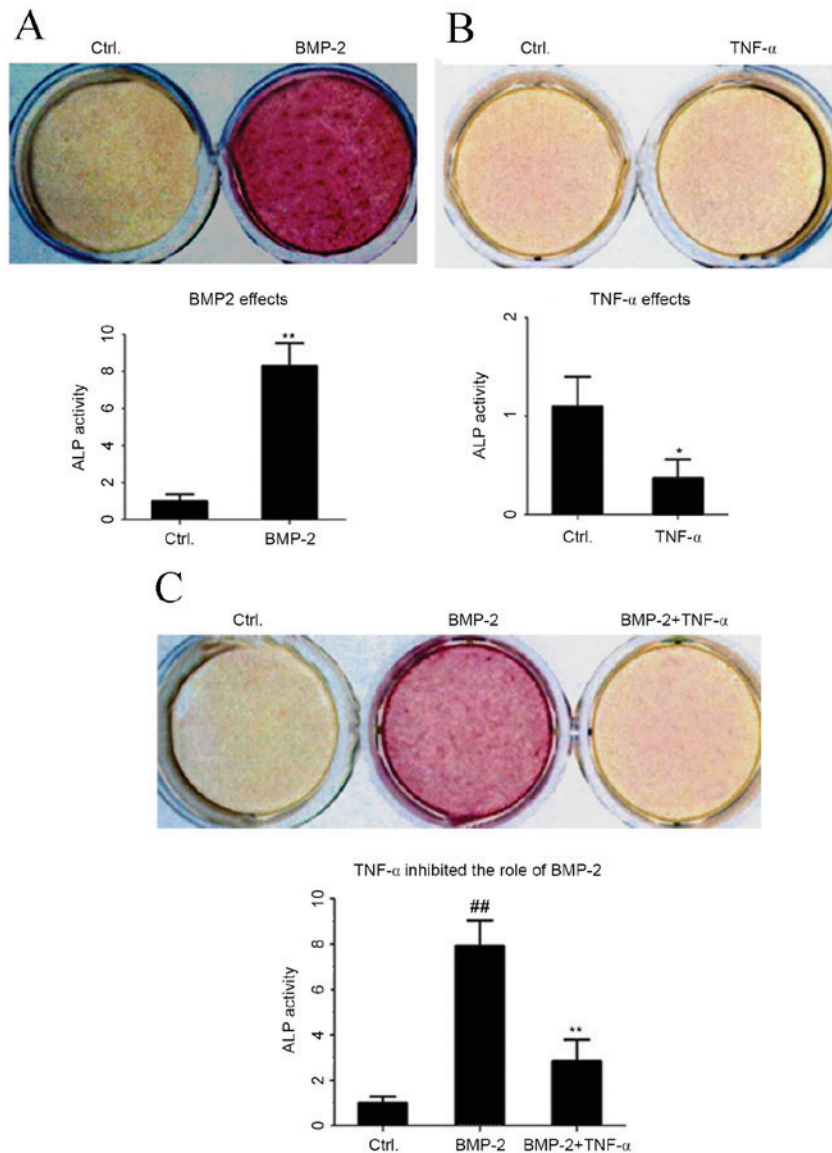 A
Ctrl. BMP-2
B
Ctrl. TNF-α
BMP2 effects
ALP activity
10
8
6
4
2
0
**
Ctrl. BMP-2
TNF-α effects
ALP activity
2
1
0
*
Ctrl. TNF-α
C
Ctrl. BMP-2 BMP-2+TNF-α
TNF-α inhibited the role of BMP-2
ALP activity
10
8
6
4
2
0
##
**
Ctrl. BMP-2 BMP-2+TNF-α